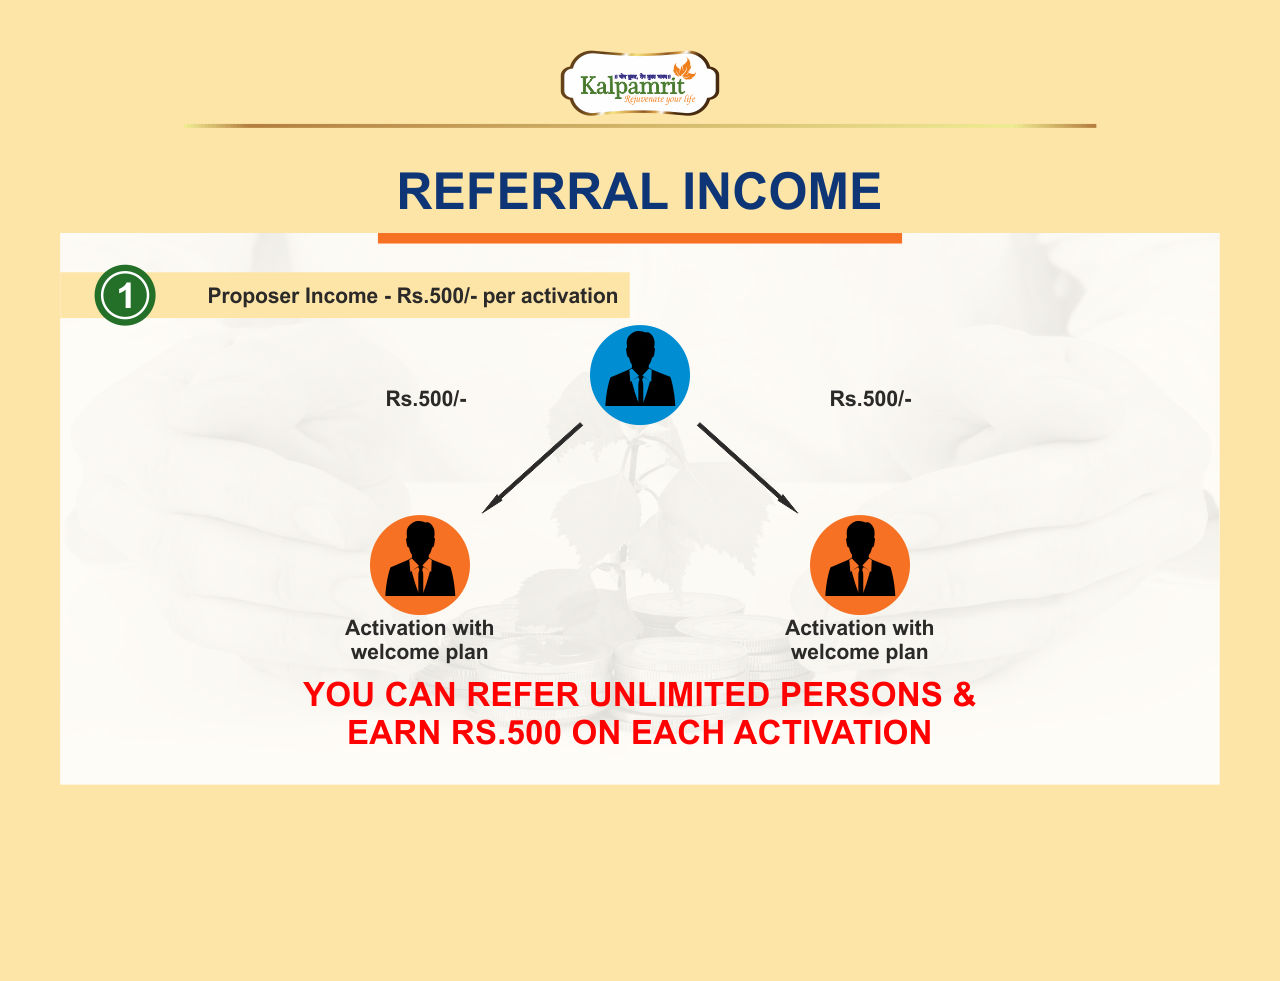 Kalpamrit
Rejuvenate your life
REFERRAL INCOME
1
Proposer Income - Rs.500/- per activation
Rs.500/-
Rs.500/-
Activation with
welcome plan
Activation with
welcome plan
YOU CAN REFER UNLIMITED PERSONS &
EARN RS.500 ON EACH ACTIVATION